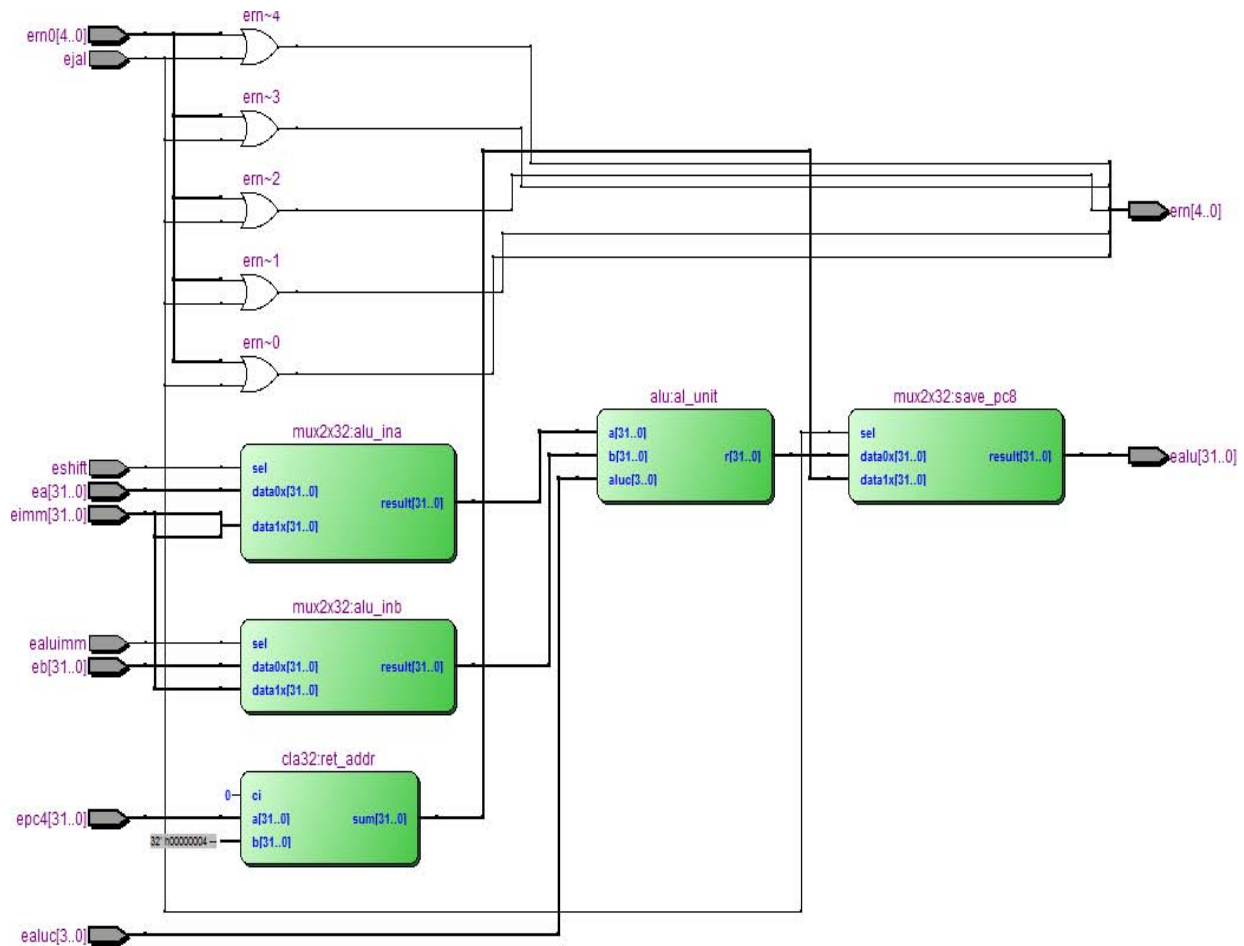 ern~4
ern0[4..0]
ejal
ern~3
ern~2
ern[4..0]
ern~1
ern~0
alu:al_unit
mux2x32:save_pc8
mux2x32:alu_ina
a[31..0]
b[31..0]
r[31..0]
aluc[3..0]
sel
data0x[31..0]
result[31..0]
data1x[31..0]
ealu[31..0]
eshift
ea[31..0]
eimm[31..0]
sel
data0x[31..0]
result[31..0]
data1x[31..0]
mux2x32:alu_inb
ealuimm
eb[31..0]
sel
data0x[31..0]
result[31..0]
data1x[31..0]
cla32:ret_addr
0
ci
epc4[31..0]
a[31..0]
sum[31..0]
32' h00000004 --
b[31..0]
ealuc[3..0]